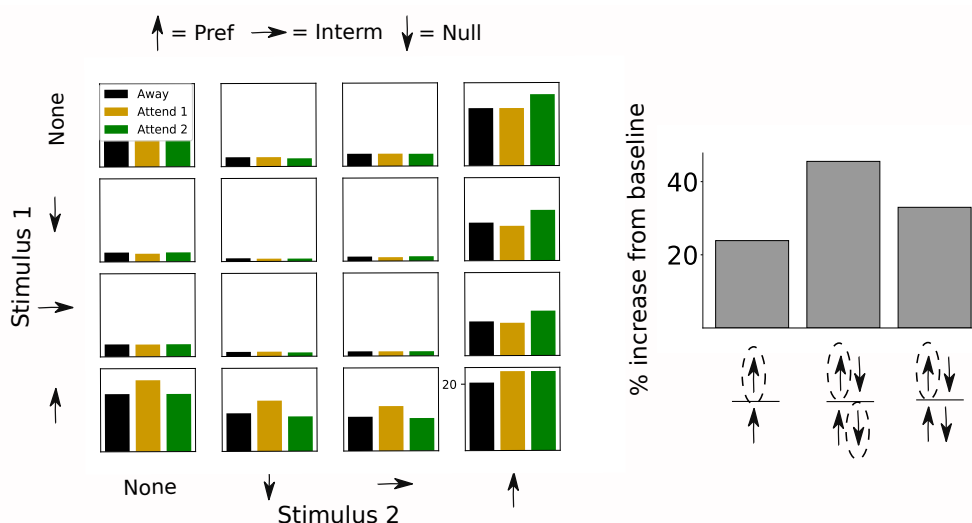 = Pref = Interm = Null
None
Away
Attend 1
Attend 2
Stimulus 1
20
None
Stimulus 2
% increase from baseline
40
20